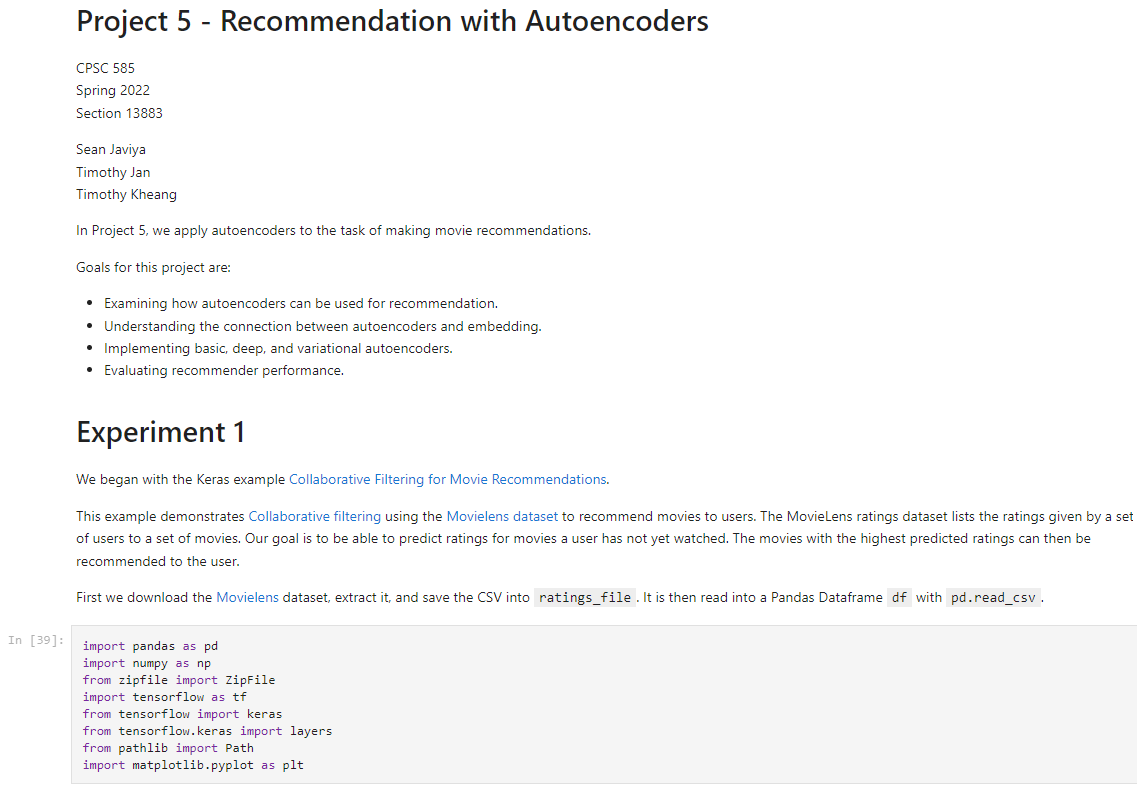 Project 5 - Recommendation with Autoencoders
CPSC 585
Spring 2022
Section 13883
Sean Javiya
Timothy Jan
Timothy Kheang
In Project 5, we apply autoencoders to the task of making movie recommendations.
Goals for this project are:
• Examining how autoencoders can be used for recommendation.
• Understanding the connection between autoencoders and embedding.
• Implementing basic, deep, and variational autoencoders.
• Evaluating recommender performance.
Experiment 1
We began with the Keras example Collaborative Filtering for Movie Recommendations.
This example demonstrates Collaborative filtering using the Movielens dataset to recommend movies to users. The MovieLens ratings dataset lists the ratings given by a set
of users to a set of movies. Our goal is to be able to predict ratings for movies a user has not yet watched. The movies with the highest predicted ratings can then be
recommended to the user.
First we download the Movielens dataset, extract it, and save the CSV into ratings_file. It is then read into a Pandas Dataframe df with pd.read_csv.
In [39]:
import pandas as pd
import numpy as np
from zipfile import ZipFile
import tensorflow as tf
from tensorflow import keras
from tensorflow.keras import layers
from pathlib import Path
import matplotlib.pyplot as plt